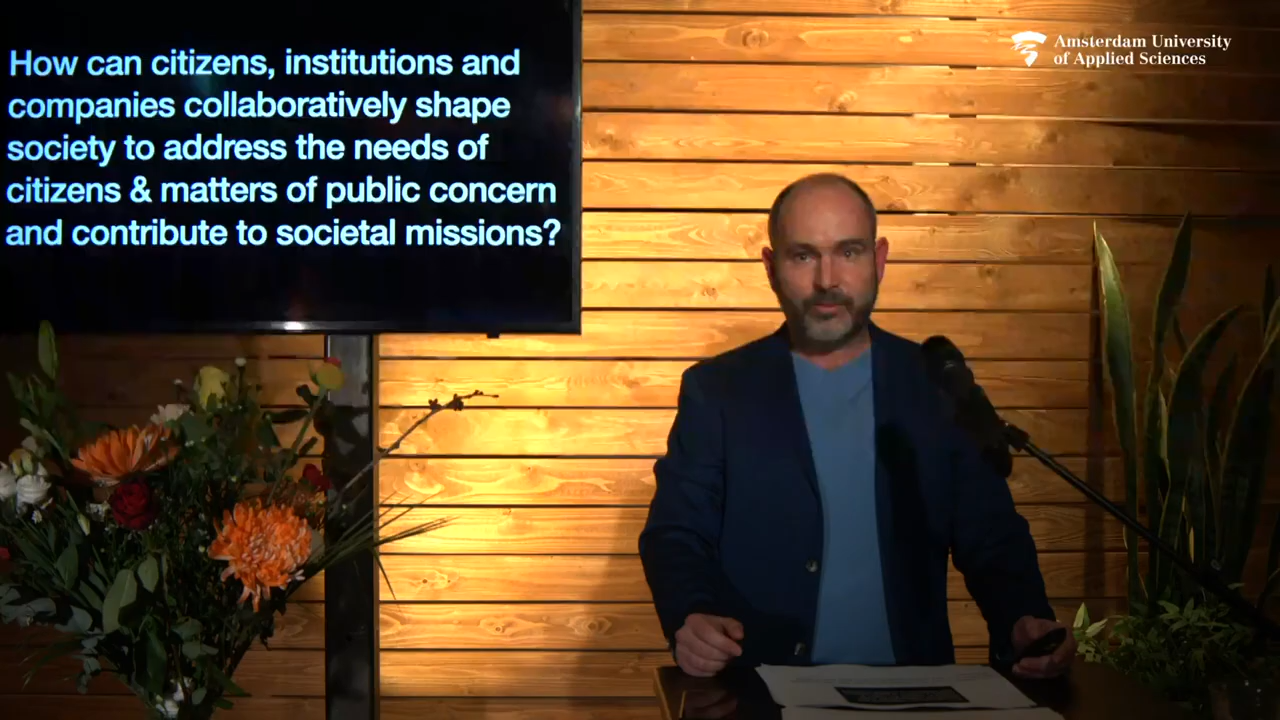 How can citizens, institutions and
companies collaboratively shape
society to address the needs of
citizens & matters of public concern
and contribute to societal missions?
Amsterdam University
of Applied Sciences